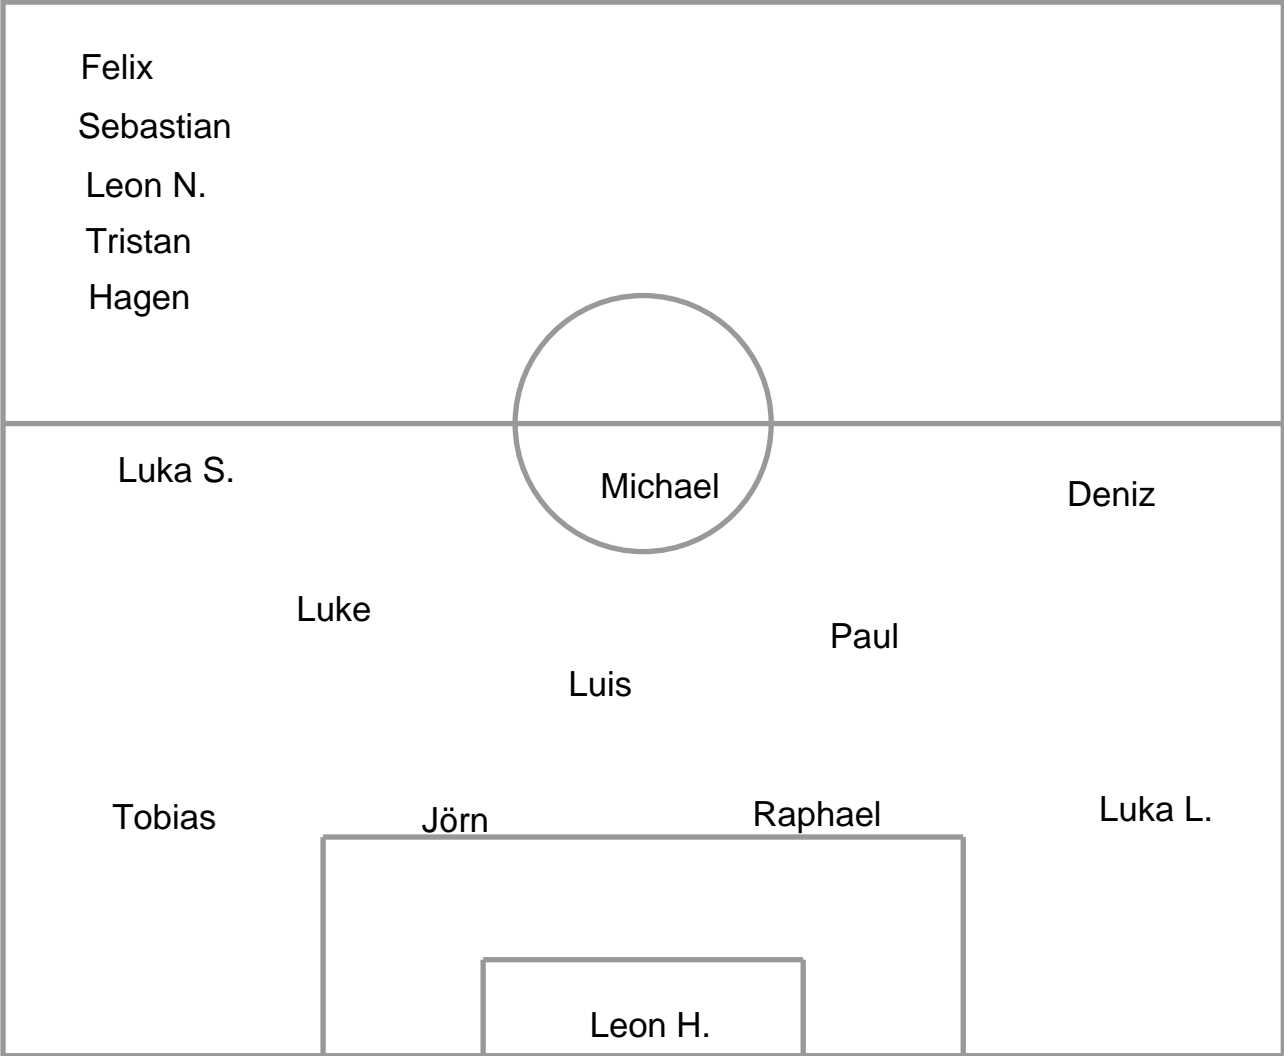 Felix
Sebastian
Leon N.
Tristan
Hagen
Luka S.
Michael
Deniz
Luke
Paul
Luis
Tobias
Jörn
Raphael
Luka L.
Leon H.